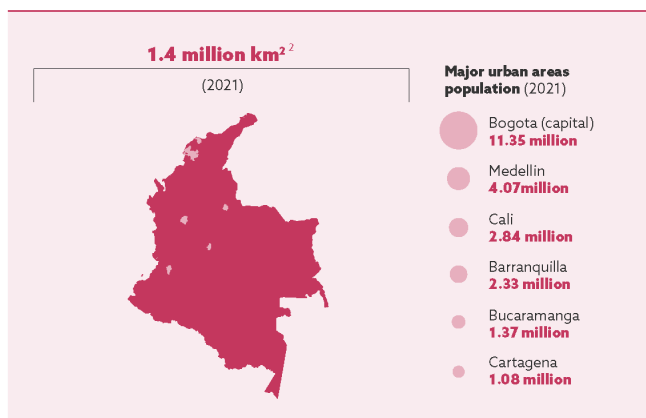 1.4 million km² ²
(2021)
Major urban areas
population (2021)
Bogota (capital)
11.35 million
Medellín
4.07million
Cali
2.84 million
Barranquilla
2.33 million
Bucaramanga
1.37 million
Cartagena
1.08 million